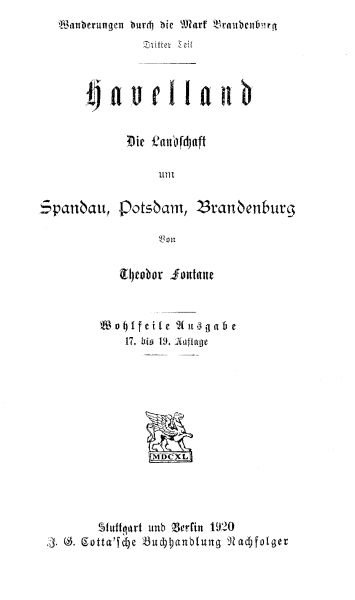 Wanderungen durch die Mark Brandenburg
Dritter Teil
Havelland
Die Landschaft
um
Spandau, Potsdam, Brandenburg
Von
Theodor Fontane
Wohlfeile Ausgabe
17. bis 19. Auflage
MDCXL
Stuttgart und Berlin 1920
J. G. Cotta'sche Buchhandlung Nachfolger